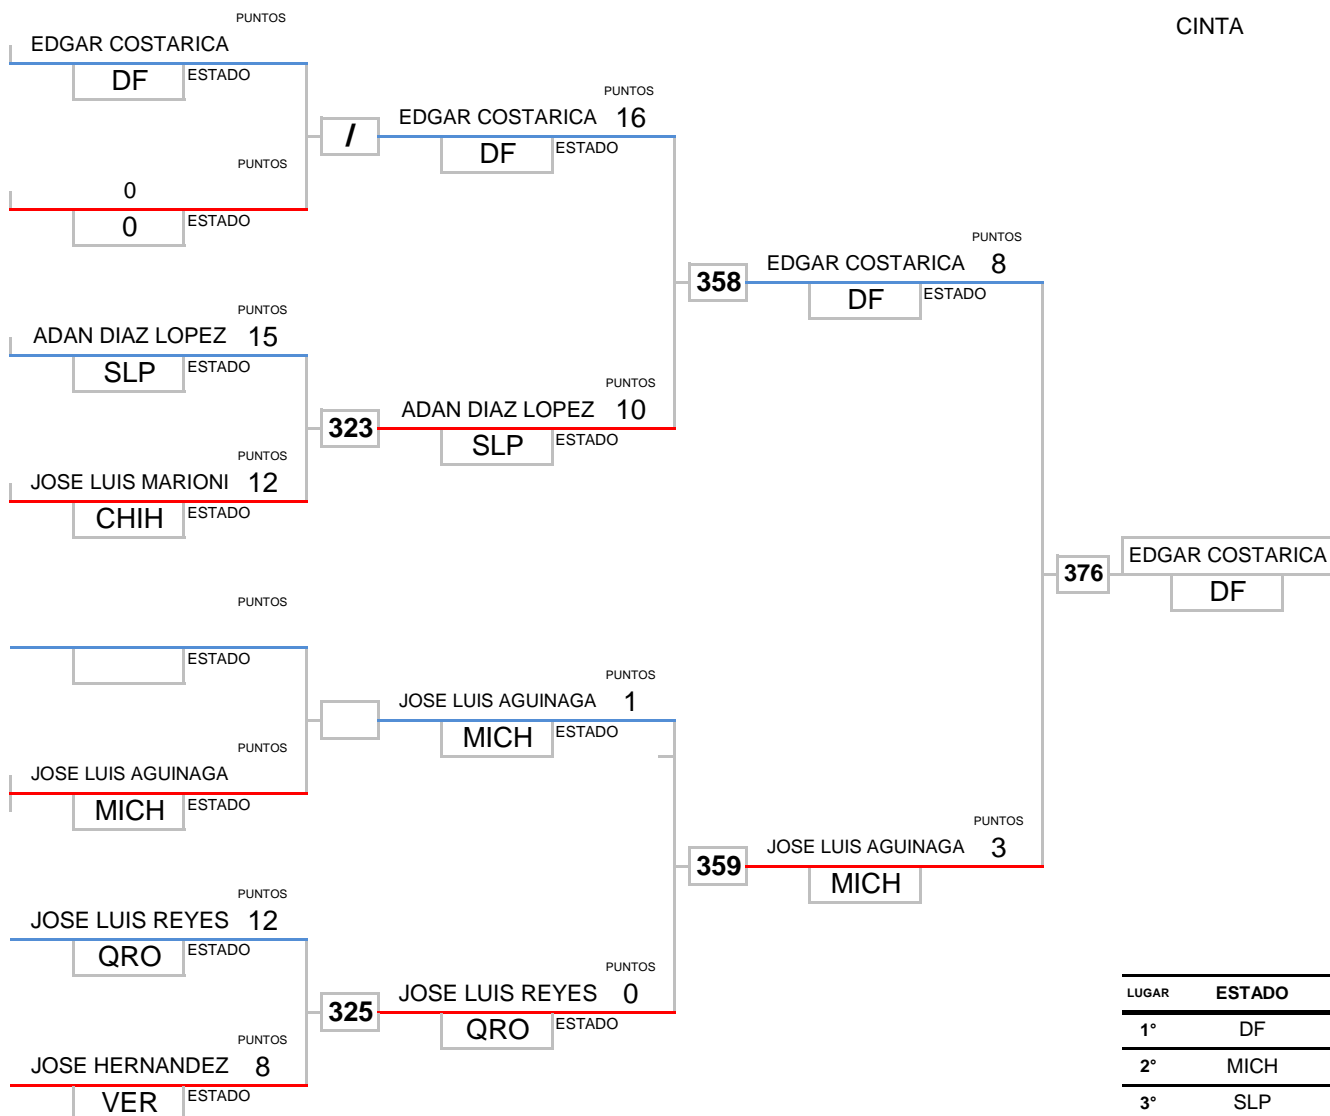 PUNTOS
CINTA
EDGAR COSTARICA
DF ESTADO
PUNTOS
EDGAR COSTARICA 16
/
DF ESTADO
PUNTOS
0
0 ESTADO
PUNTOS
EDGAR COSTARICA 8
358
DF ESTADO
PUNTOS
ADAN DIAZ LOPEZ 15
SLP ESTADO
PUNTOS
ADAN DIAZ LOPEZ 10
323
SLP ESTADO
PUNTOS
JOSE LUIS MARIONI 12
CHIH ESTADO
EDGAR COSTARICA
376
DF
PUNTOS
ESTADO
PUNTOS
JOSE LUIS AGUINAGA 1
MICH ESTADO
PUNTOS
JOSE LUIS AGUINAGA
MICH ESTADO
PUNTOS
JOSE LUIS AGUINAGA 3
359
MICH
PUNTOS
JOSE LUIS REYES 12
QRO ESTADO
PUNTOS
JOSE LUIS REYES 0
325
QRO ESTADO
PUNTOS
JOSE HERNANDEZ 8
VER ESTADO
LUGAR ESTADO
1° DF
2° MICH
3° SLP